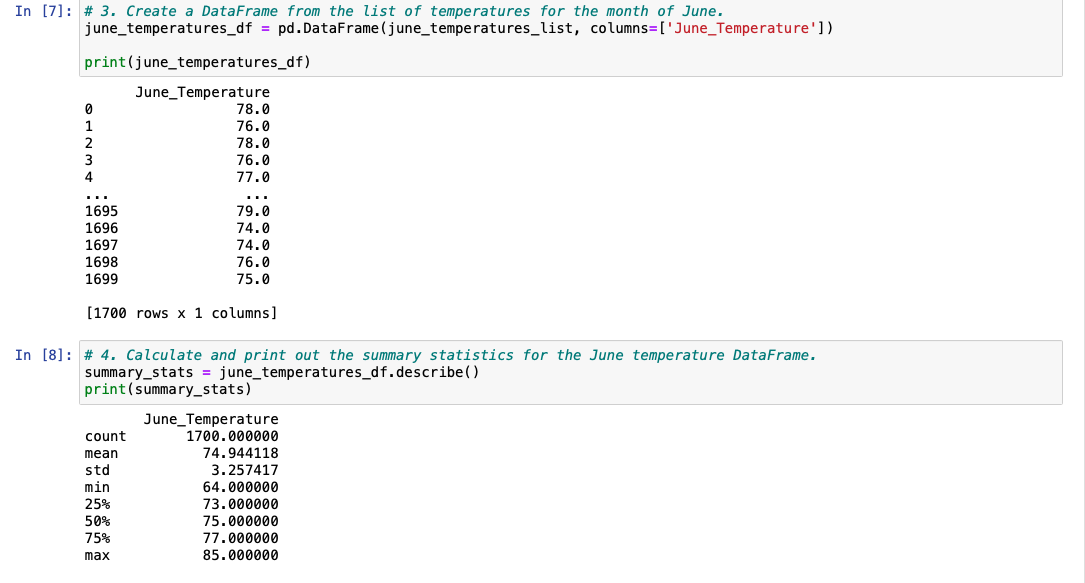 In [7]: # 3. Create a DataFrame from the list of temperatures for the month of June.
june_temperatures_df = pd.DataFrame(june_temperatures_list, columns=['June_Temperature'])
print(june_temperatures_df)
June_Temperature
0 78.0
1 76.0
2 78.0
3 76.0
4 77.0
... ...
1695 79.0
1696 74.0
1697 74.0
1698 76.0
1699 75.0
[1700 rows x 1 columns]
In [8]: # 4. Calculate and print out the summary statistics for the June temperature DataFrame.
summary_stats = june_temperatures_df.describe()
print(summary_stats)
June_Temperature
count 1700.000000
mean 74.944118
std 3.257417
min 64.000000
25% 73.000000
50% 75.000000
75% 77.000000
max 85.000000